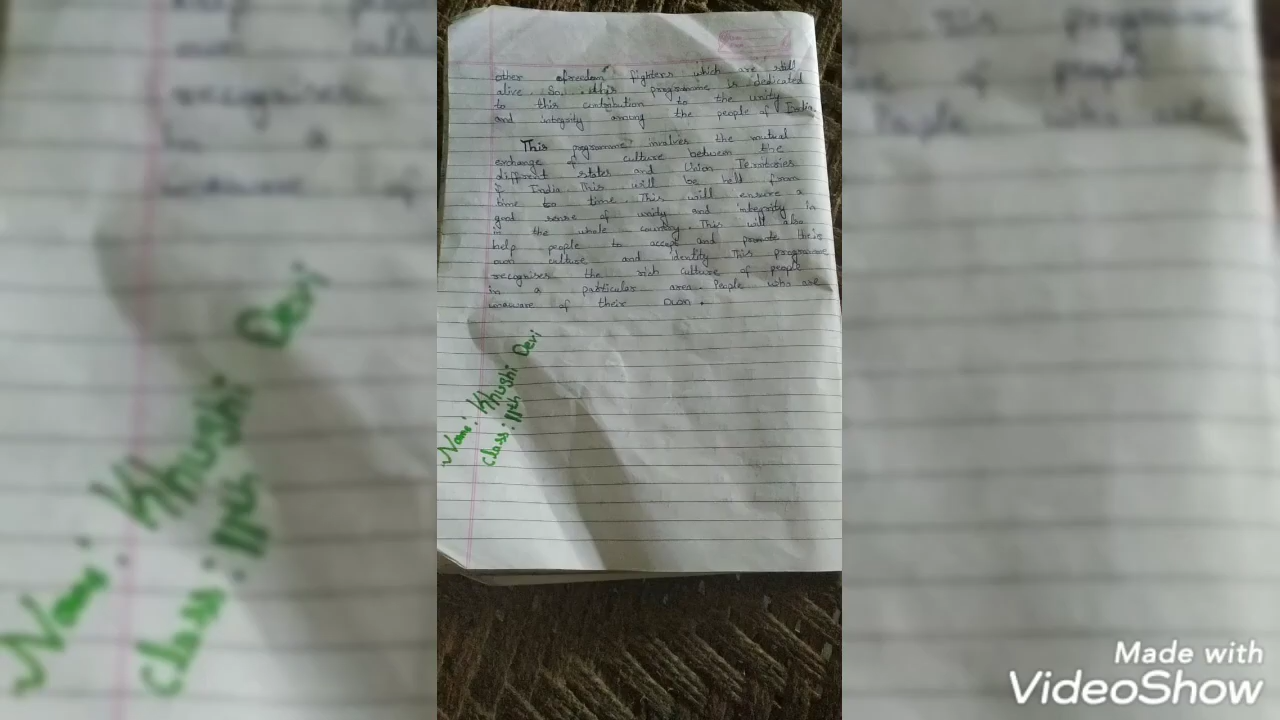 other freedom fighters which are still
alive. So, this programme is dedicated
to this contribution to the unity
and integrity among the people of India.
This programme involves the mutual
exchange of culture between the
different states and Union Territories
of India. This will be held from
time to time. This will ensure a
good sense of unity and integrity in
in the whole country. This will also
help people to accept and promote their
own culture and identity. This programme
recognises the rich culture of people
in a particular area. People who are
unaware of their own.
Name: Khushi Devi
Class: 11th
Made with
VideoShow